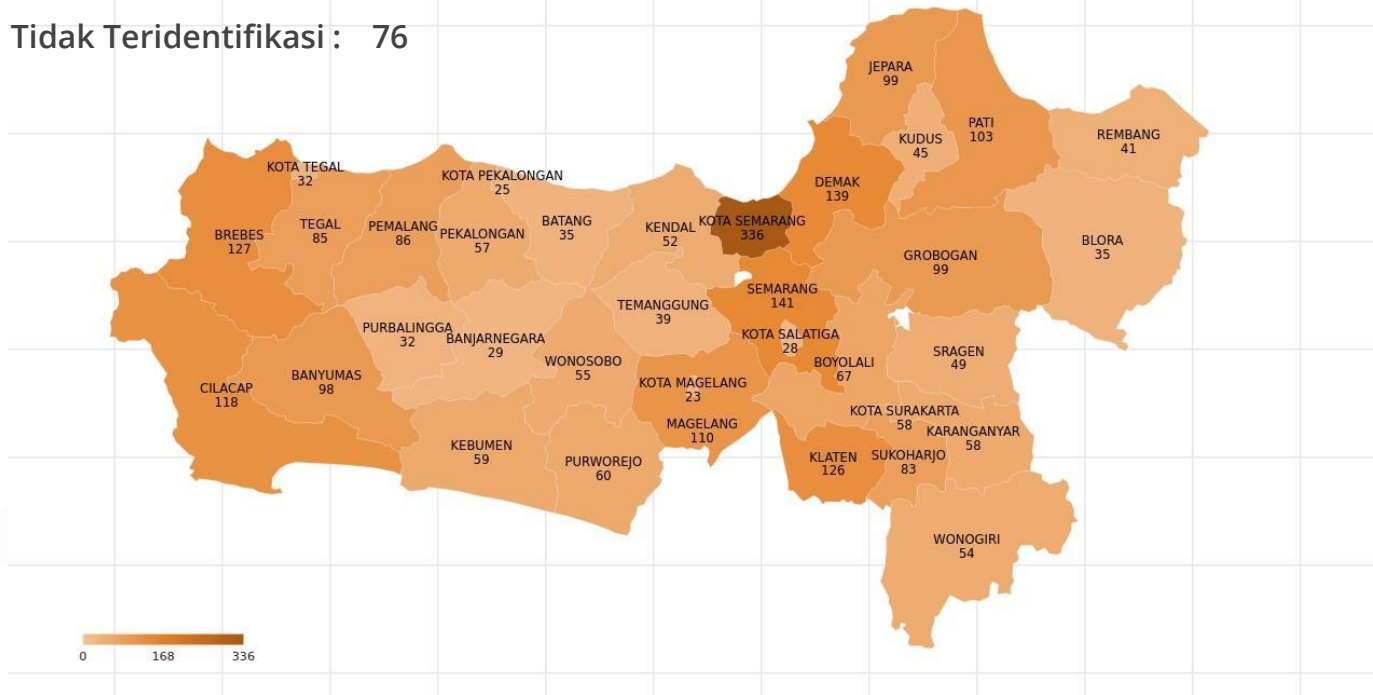 Tidak Teridentifikasi : 76
JEPARA
99
PATI
103
KUDUS
45
REMBANG
41
KOTA TEGAL
32
KOTA PEKALONGAN
25
DEMAK
139
BREBES
127
TEGAL
85
PEMALANG
86
PEKALONGAN
57
BATANG
35
KENDAL
52
KOTA SEMARANG
336
GROBOGAN
99
BLORA
35
SEMARANG
141
TEMANGGUNG
39
PURBALINGGA
32
BANJARNEGARA
29
KOTA SALATIGA
28
BOYOLALI
67
SRAGEN
49
WONOSOBO
55
CILACAP
118
BANYUMAS
98
KOTA MAGELANG
23
MAGELANG
110
KOTA SURAKARTA
58
KARANGANYAR
58
KEBUMEN
59
PURWOREJO
60
KLATEN
126
SUKOHARJO
83
WONOGIRI
54
0 168 336